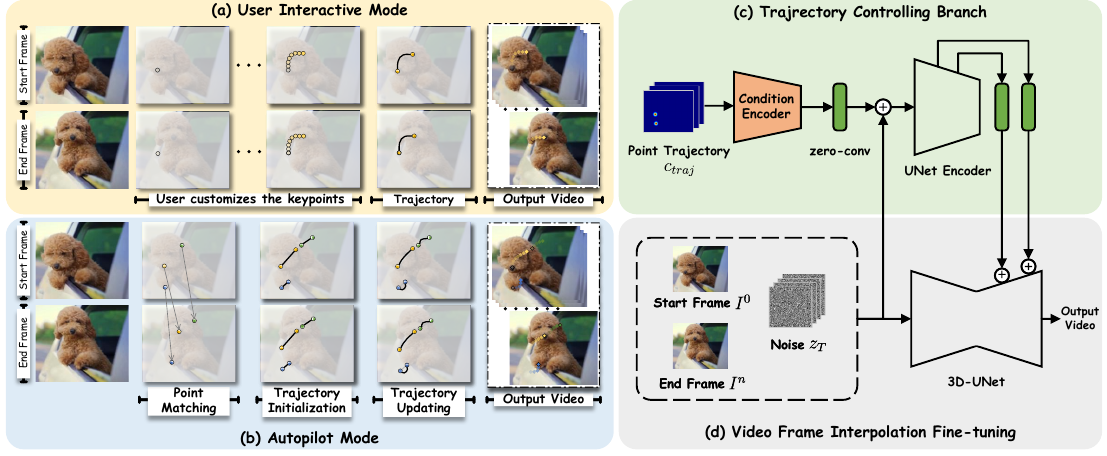 (a) User Interactive Mode
Start Frame
End Frame
User customizes the keypoints
Trajectory
Output Video
Start Frame
End Frame
Point
Matching
Trajectory
Initialization
Trajectory
Updating
Output Video
(b) Autopilot Mode
(c) Trajrectory Controlling Branch
Condition
Encoder
Point Trajectory
c_{traj}
zero-conv
UNet Encoder
Start Frame I^0
Noise z_T
End Frame I^n
3D-UNet
Output
Video
(d) Video Frame Interpolation Fine-tuning